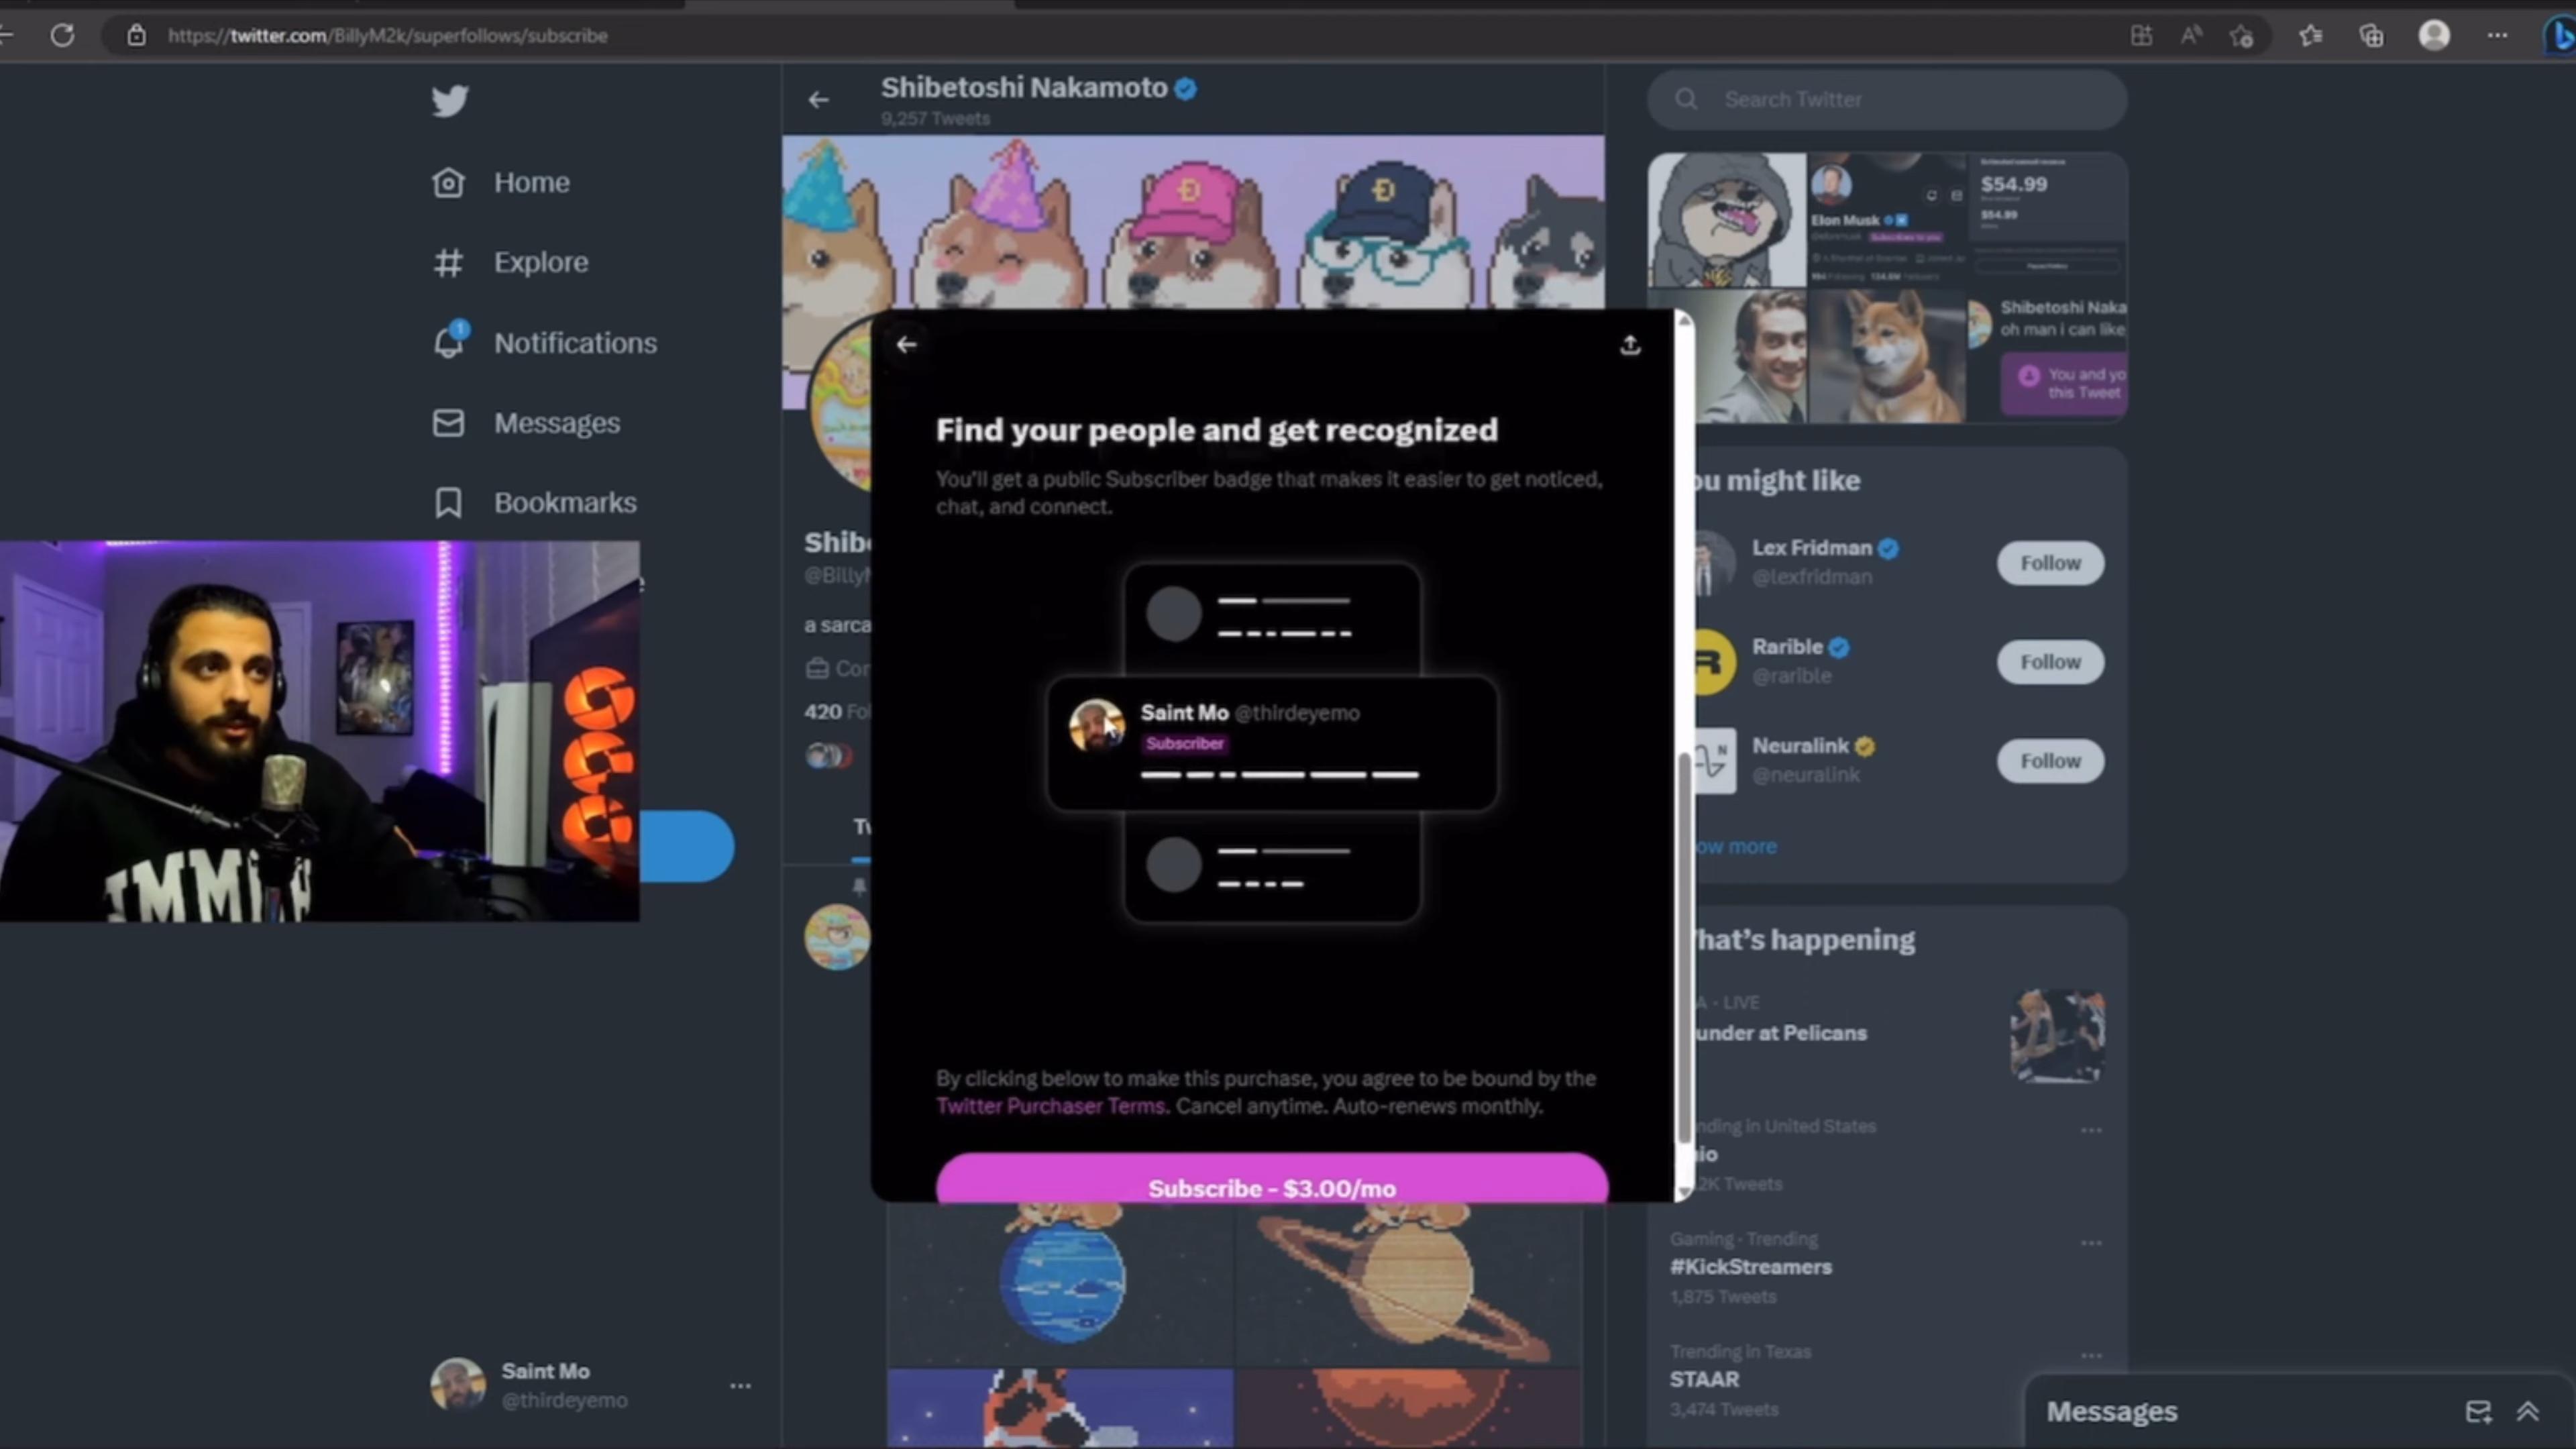 https://twitter.com/BillyM2k/superfollows/subscribe
Home
Explore
Notifications
1
Messages
Bookmarks
Saint Mo
@thirdeyemo
Shibetoshi Nakamoto
9,257 Tweets
a
420
Find your people and get recognized
You'll get a public Subscriber badge that makes it easier to get noticed,
chat, and connect.
Saint Mo @thirdeyemo
Subscriber
By clicking below to make this purchase, you agree to be bound by the
Twitter Purchaser Terms. Cancel anytime. Auto-renews monthly.
Subscribe - $3.00/mo
Search Twitter
Elon Musk
Subscribes to you
Estimated earned revenue
$54.99
$54.99
Shibetoshi Naka
oh man i can like
You and yo
this Tweet
ou might like
Lex Fridman
@lexfridman
Follow
Rarible
@rarible
Follow
Neuralink
@neuralink
Follow
ow more
hat's happening
A · LIVE
under at Pelicans
nding in United States
io
2K Tweets
Gaming · Trending
#KickStreamers
1,875 Tweets
Trending in Texas
STAAR
3,474 Tweets
Messages